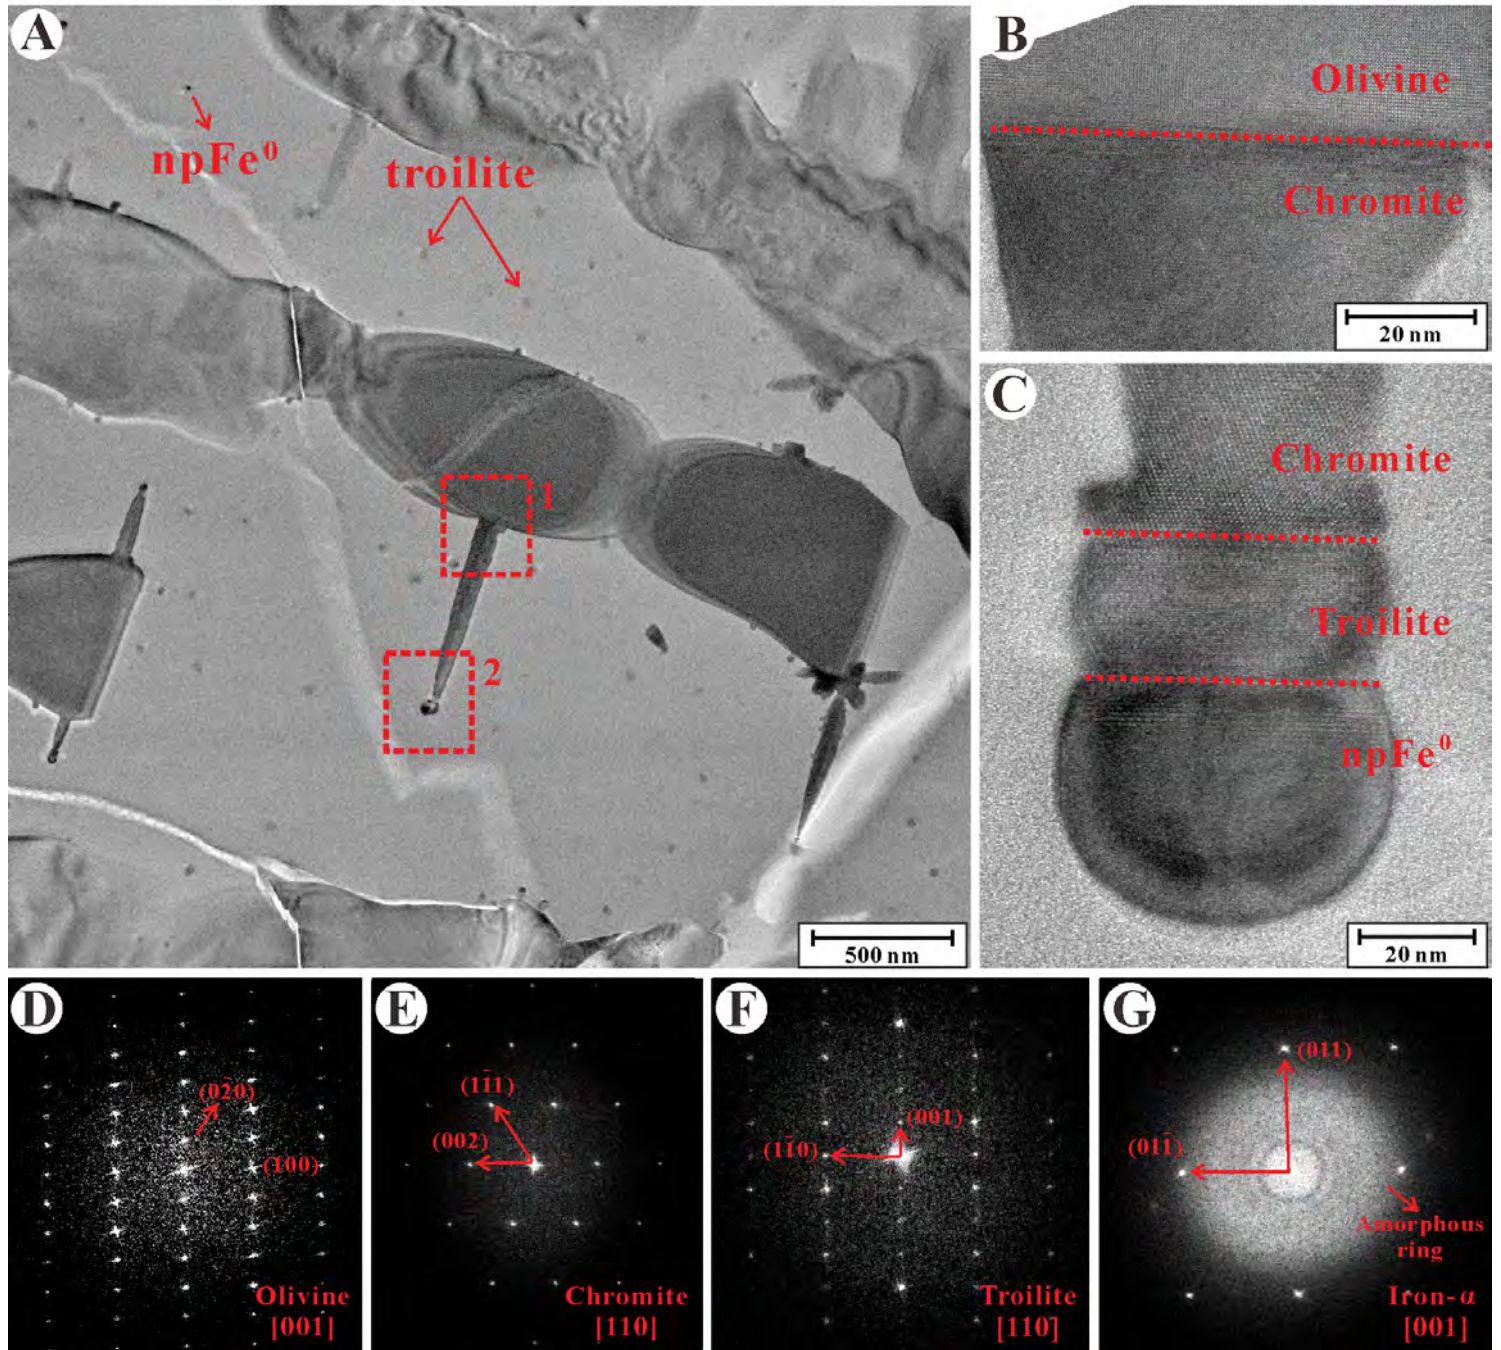 A
npFe⁰
troilite
1
2
500 nm
B
Olivine
Chromite
20 nm
C
Chromite
Troilite
npFe⁰
20 nm
D
(02̄0)
(100)
Olivine
[001]
E
(11̄1)
(002)
Chromite
[110]
F
(001)
(11̄0)
Troilite
[110]
G
(011)
(011̄)
Amorphous
ring
Iron-α
[001]